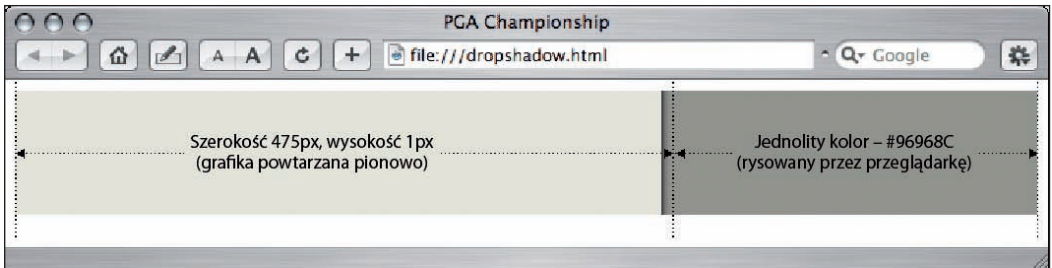 PGA Championship
A A
file:///dropshadow.html
Google
Szerokość 475px, wysokość 1px
(grafika powtarzana pionowo)
Jednolity kolor – #96968C
(rysowany przez przeglądarkę)